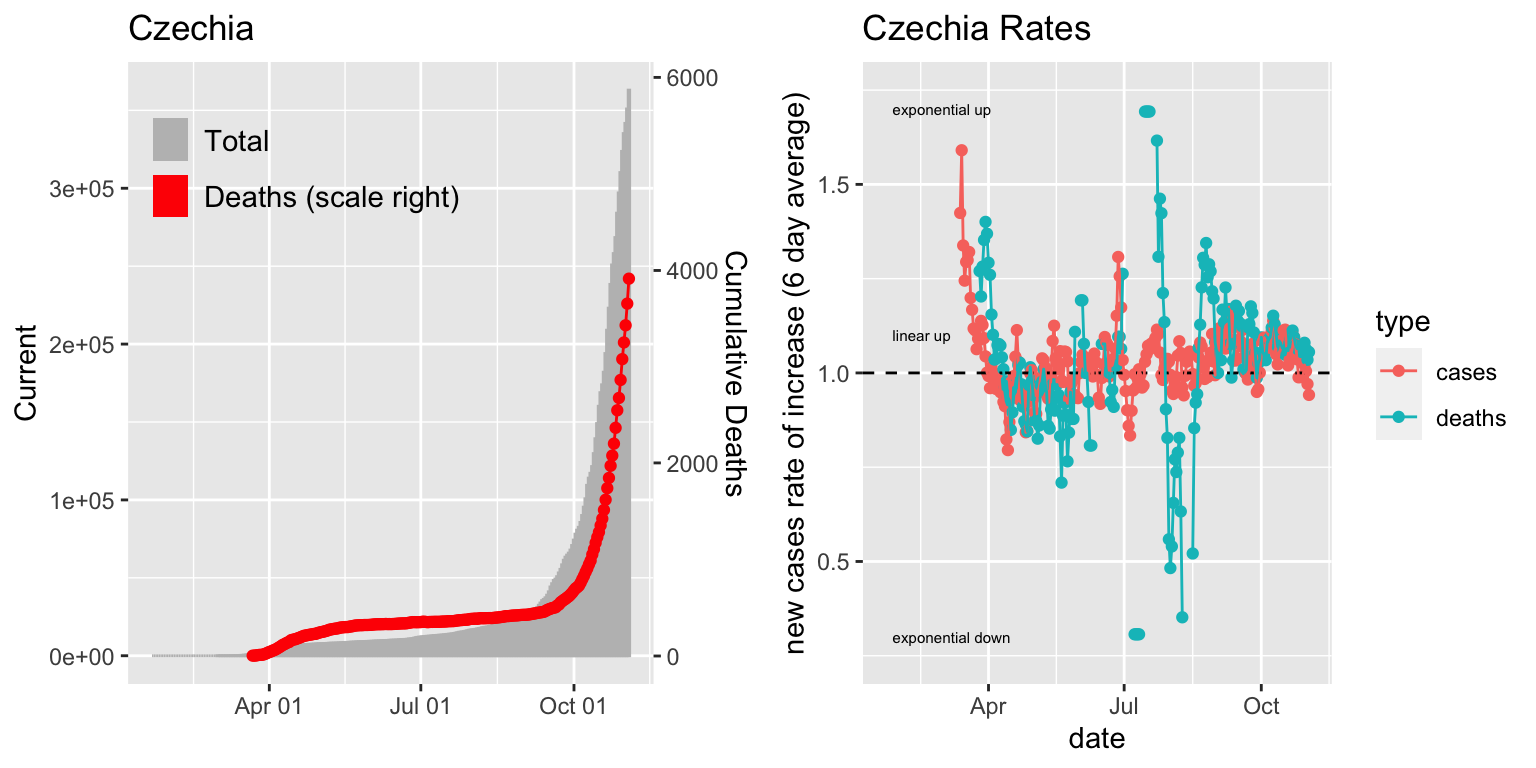 Czechia
Total
Deaths (scale right)
Current
3e+05
2e+05
1e+05
0e+00
6000
4000
2000
0
Cumulative Deaths
Apr 01
Jul 01
Oct 01
Czechia Rates
new cases rate of increase (6 day average)
1.5
1.0
0.5
exponential up
linear up
exponential down
Apr
Jul
Oct
date
type
cases
deaths